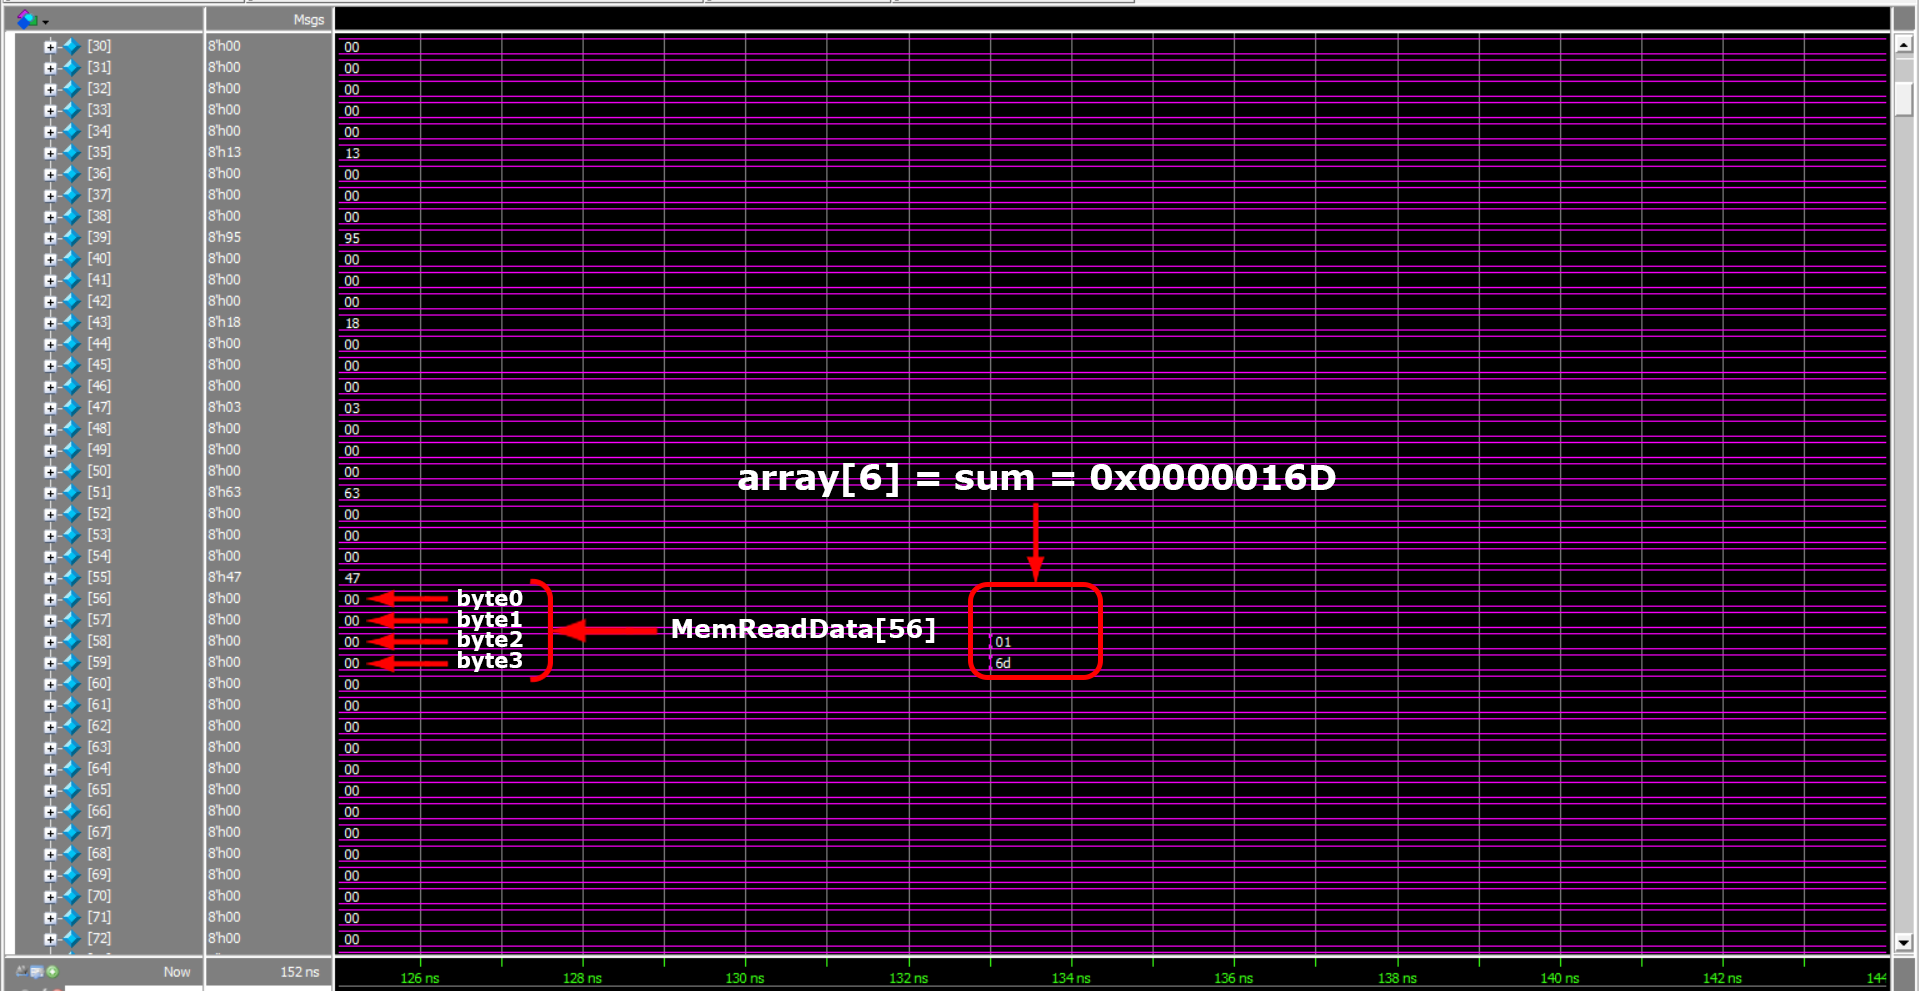 Msgs
[30] 8'h00 00
[31] 8'h00 00
[32] 8'h00 00
[33] 8'h00 00
[34] 8'h00 00
[35] 8'h13 13
[36] 8'h00 00
[37] 8'h00 00
[38] 8'h00 00
[39] 8'h95 95
[40] 8'h00 00
[41] 8'h00 00
[42] 8'h00 00
[43] 8'h18 18
[44] 8'h00 00
[45] 8'h00 00
[46] 8'h00 00
[47] 8'h03 03
[48] 8'h00 00
[49] 8'h00 00
[50] 8'h00 00
array[6] = sum = 0x0000016D
[51] 8'h63 63
[52] 8'h00 00
[53] 8'h00 00
[54] 8'h00 00
[55] 8'h47 47
[56] 8'h00 00 byte0
[57] 8'h00 00 byte1
MemReadData[56]
[58] 8'h00 00 byte2 01
[59] 8'h00 00 byte3 6d
[60] 8'h00 00
[61] 8'h00 00
[62] 8'h00 00
[63] 8'h00 00
[64] 8'h00 00
[65] 8'h00 00
[66] 8'h00 00
[67] 8'h00 00
[68] 8'h00 00
[69] 8'h00 00
[70] 8'h00 00
[71] 8'h00 00
[72] 8'h00 00
Now 152 ns
126 ns 128 ns 130 ns 132 ns 134 ns 136 ns 138 ns 140 ns 142 ns 144